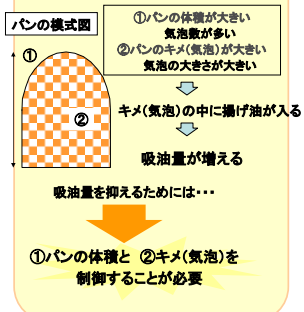 パンの模式図
①
②
①パンの体積が大きい
気泡数が多い
②パンのキメ(気泡)が大きい
気泡の大きさが大きい
キメ(気泡)の中に揚げ油が入る
吸油量が増える
吸油量を抑えるためには・・・
①パンの体積と ②キメ(気泡)を
制御することが必要